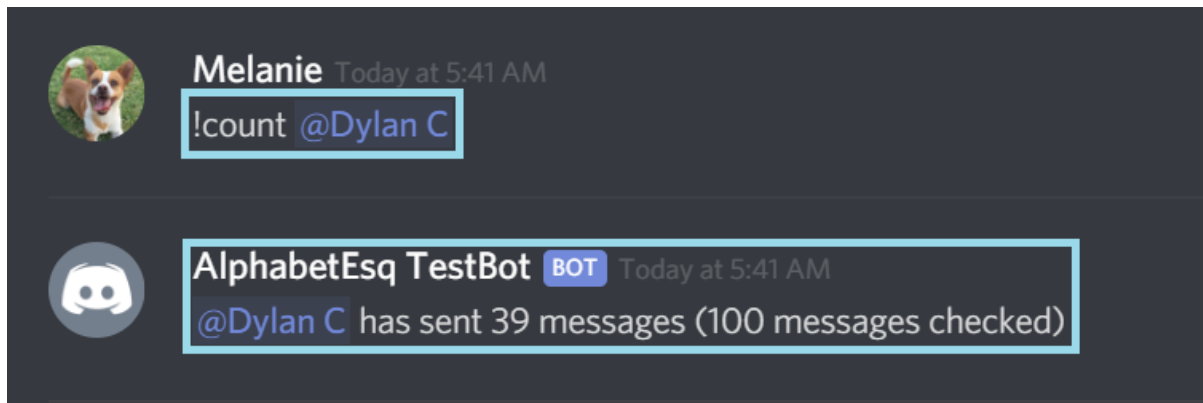 Melanie Today at 5:41 AM
!count @Dylan C
AlphabetEsq TestBot BOT Today at 5:41 AM
@Dylan C has sent 39 messages (100 messages checked)